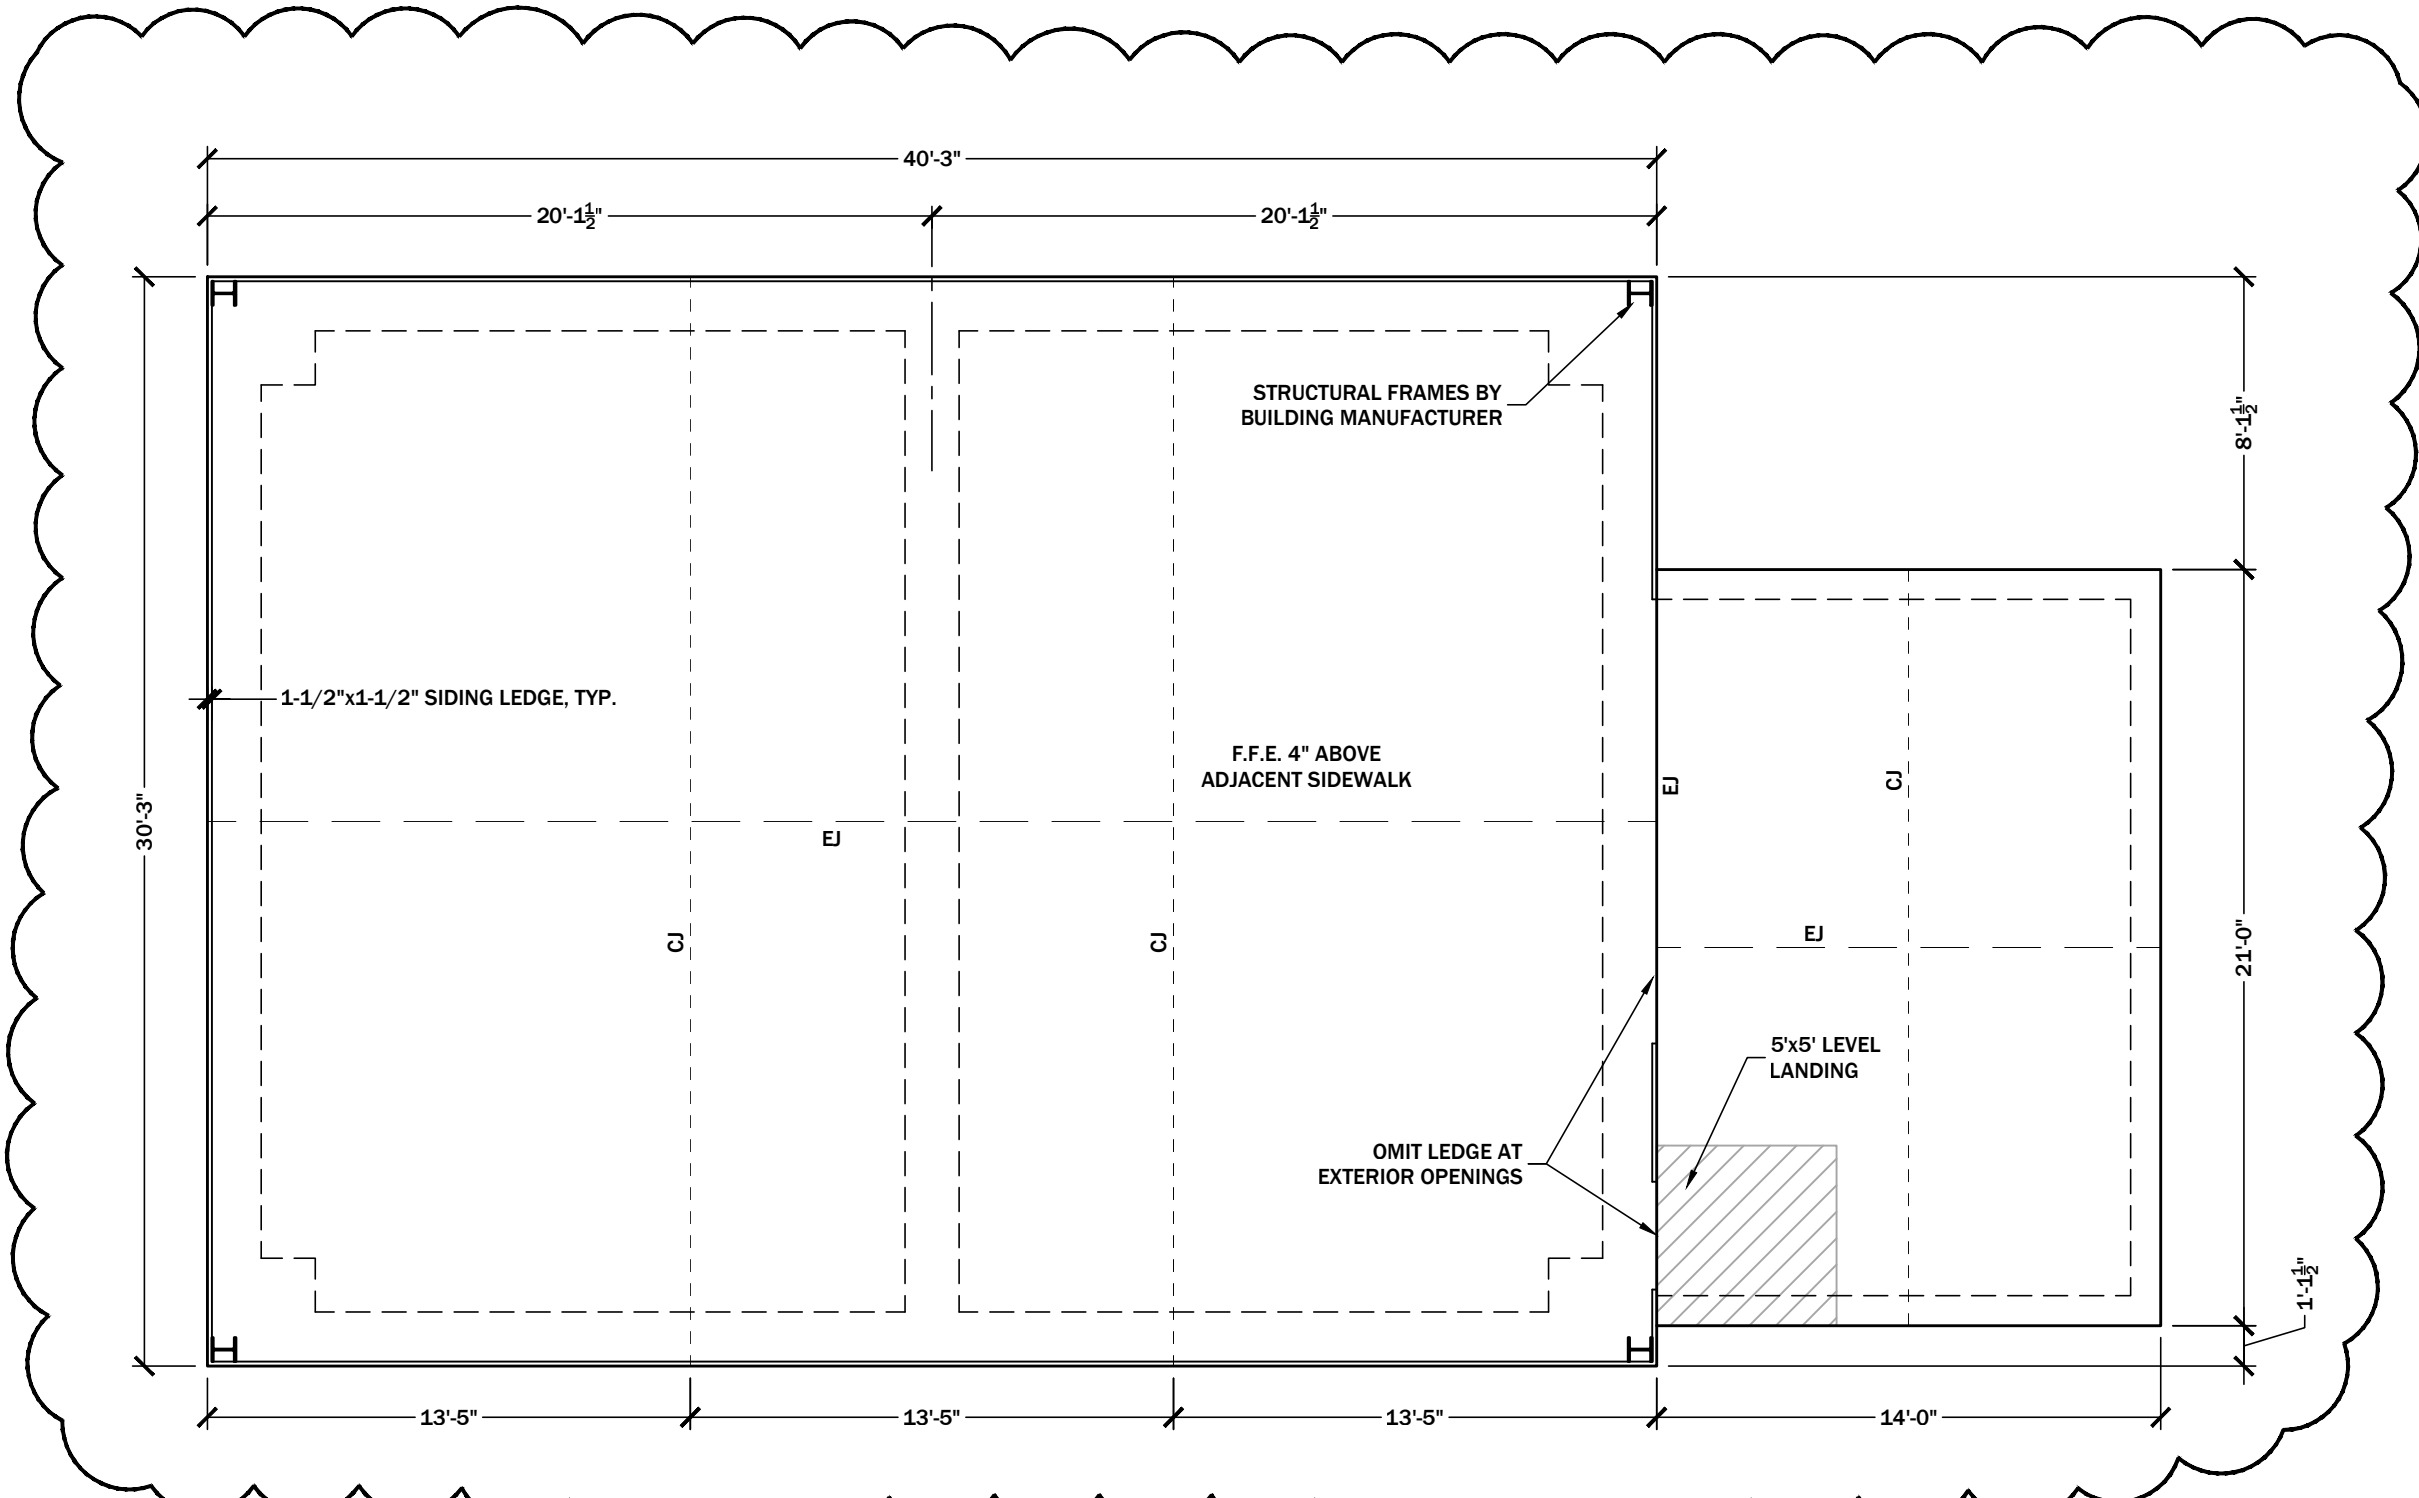 40'-3"
20'-1½"
20'-1½"
STRUCTURAL FRAMES BY
BUILDING MANUFACTURER
8'-1½"
1-1/2"x1-1/2" SIDING LEDGE, TYP.
F.F.E. 4" ABOVE
ADJACENT SIDEWALK
EJ
CJ
30'-3"
EJ
CJ
CJ
EJ
21'-0"
5'x5' LEVEL
LANDING
OMIT LEDGE AT
EXTERIOR OPENINGS
1'-1½"
13'-5"
13'-5"
13'-5"
14'-0"